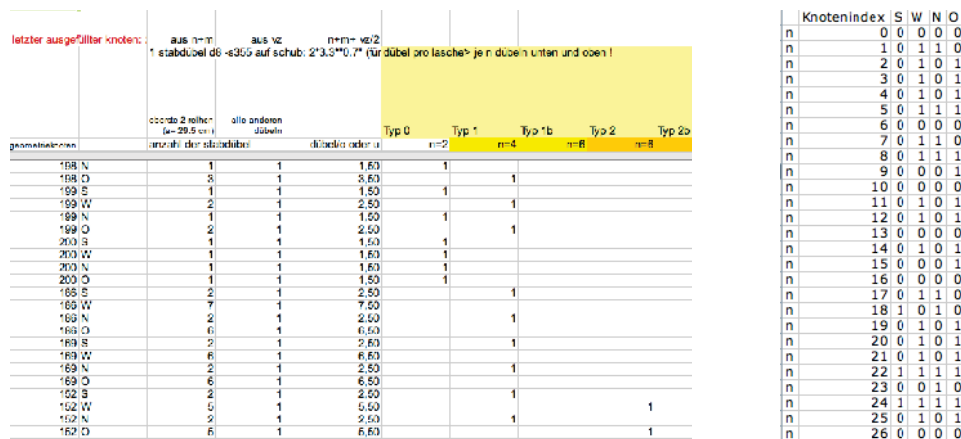 letzter ausgefüllter knoten: aus n+m aus vz n+m+ vz/2
1 stabdübel d6 -s355 auf schub: 2*3.3**0.7* (für dübel pro lasche> je n dübeln unten und oben !
oberste 2 reihen alle anderen
(a= 29.5 cm) dübeln Typ 0 Typ 1 Typ 1b Typ 2 Typ 2b
geometrieknoten anzahl der stabdübel dübel/o oder u n=2 n=4 n=6 n=6
198 N 1 1 1,50 1
198 O 3 1 3,50 1
199 S 1 1 1,50 1
199 W 2 1 2,50 1
199 N 1 1 1,50 1
199 O 2 1 2,50 1
200 S 1 1 1,50 1
200 W 1 1 1,50 1
200 N 1 1 1,50 1
200 O 1 1 1,50 1
186 S 2 1 2,50 1
186 W 7 1 7,50
186 N 2 1 2,50 1
186 O 6 1 6,50
169 S 2 1 2,50 1
169 W 6 1 6,50
169 N 2 1 2,50 1
169 O 6 1 6,50
152 S 2 1 2,50 1
152 W 5 1 5,50 1
152 N 2 1 2,50 1
152 O 5 1 5,50 1
Knotenindex S W N O
n 0 0 0 0 0
n 1 0 1 1 0
n 2 0 1 0 1
n 3 0 1 0 1
n 4 0 1 0 1
n 5 0 1 1 1
n 6 0 0 0 0
n 7 0 1 1 0
n 8 0 1 1 1
n 9 0 0 0 1
n 10 0 0 0 0
n 11 0 1 0 1
n 12 0 1 0 1
n 13 0 0 0 0
n 14 0 1 0 1
n 15 0 0 0 1
n 16 0 0 0 0
n 17 0 1 1 0
n 18 1 0 1 0
n 19 0 1 0 1
n 20 0 1 0 1
n 21 0 1 0 1
n 22 1 1 1 1
n 23 0 0 1 0
n 24 1 1 1 1
n 25 0 1 0 1
n 26 0 0 0 0